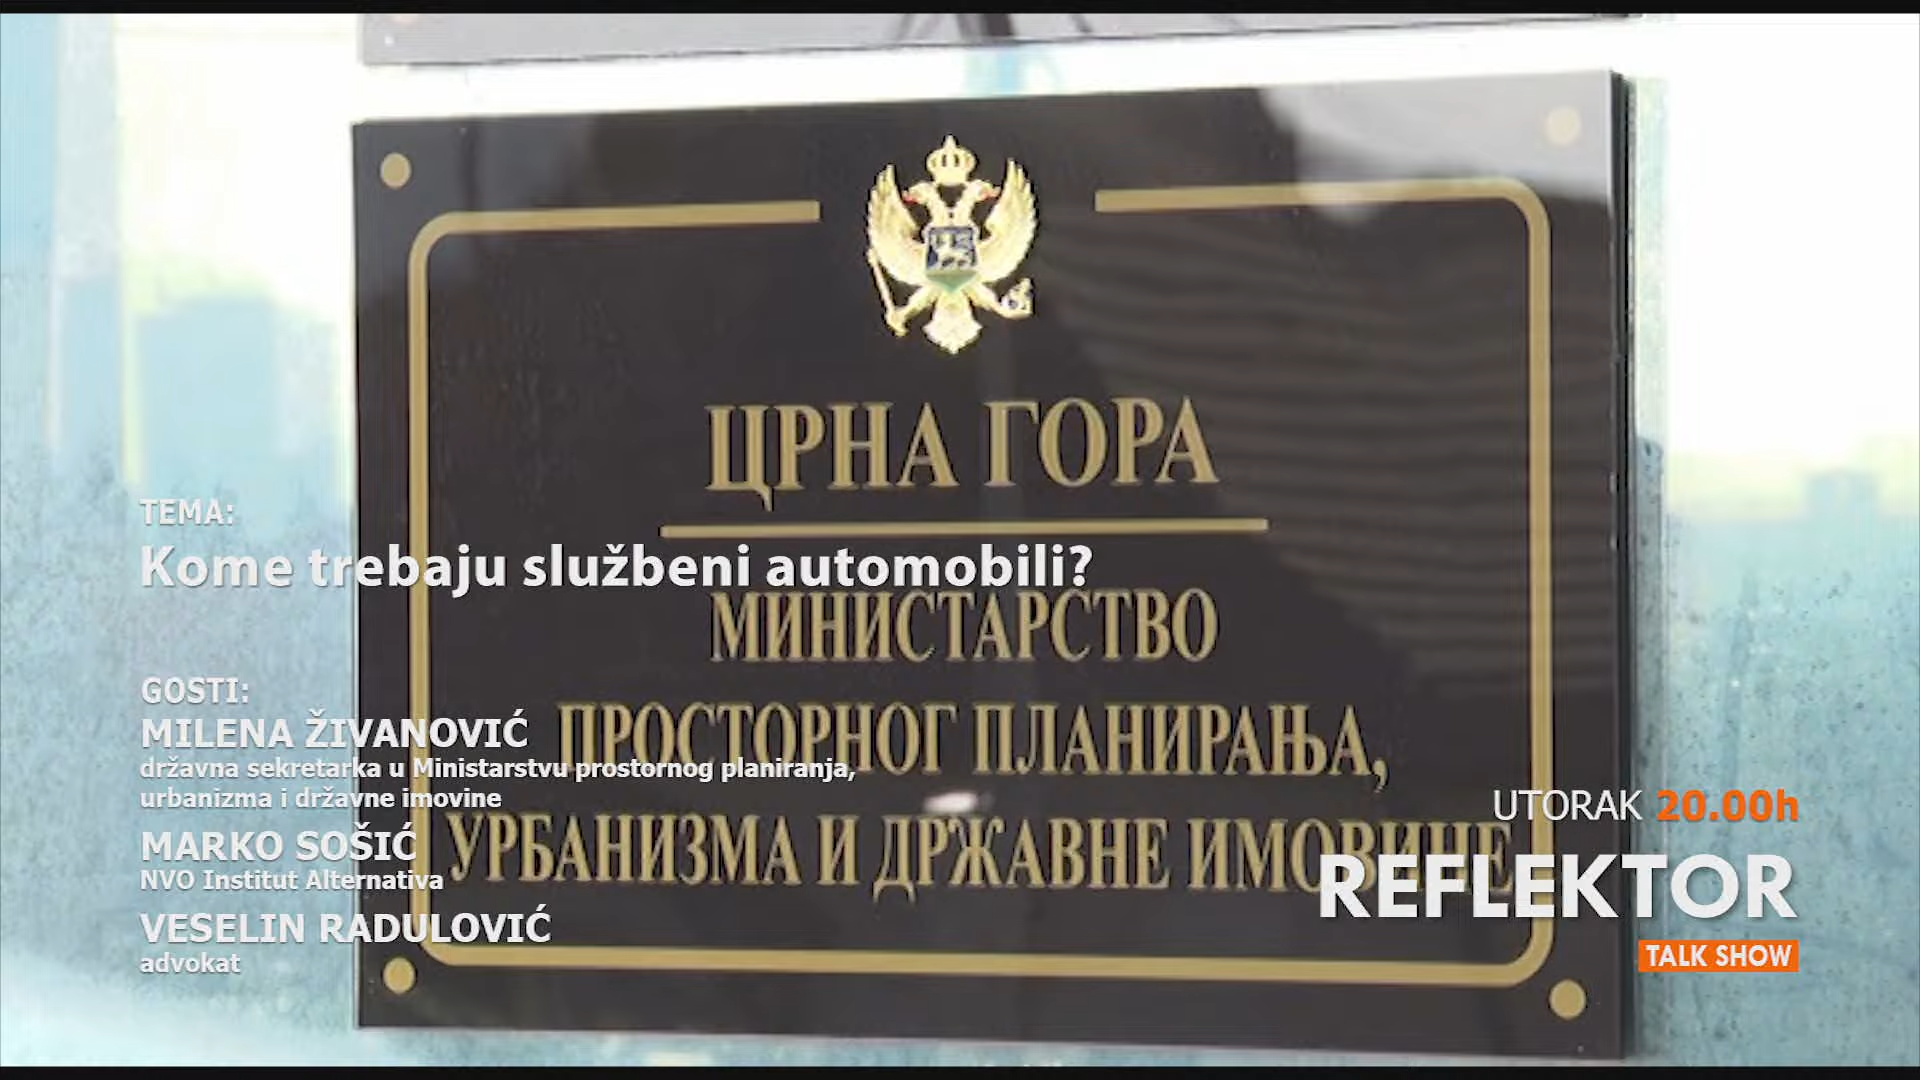 ЦРНА ГОРА
МИНИСТАРСТВО
ПРОСТОРНОГ ПЛАНИРАЊА,
УРБАНИЗМА И ДРЖАВНЕ ИМОВИНЕ
TEMA:
Kome trebaju službeni automobili?
GOSTI:
MILENA ŽIVANOVIĆ
državna sekretarka u Ministarstvu prostornog planiranja,
urbanizma i državne imovine
MARKO SOŠIĆ
NVO Institut Alternativa
VESELIN RADULOVIĆ
advokat
UTORAK 20.00h
REFLEKTOR
TALK SHOW